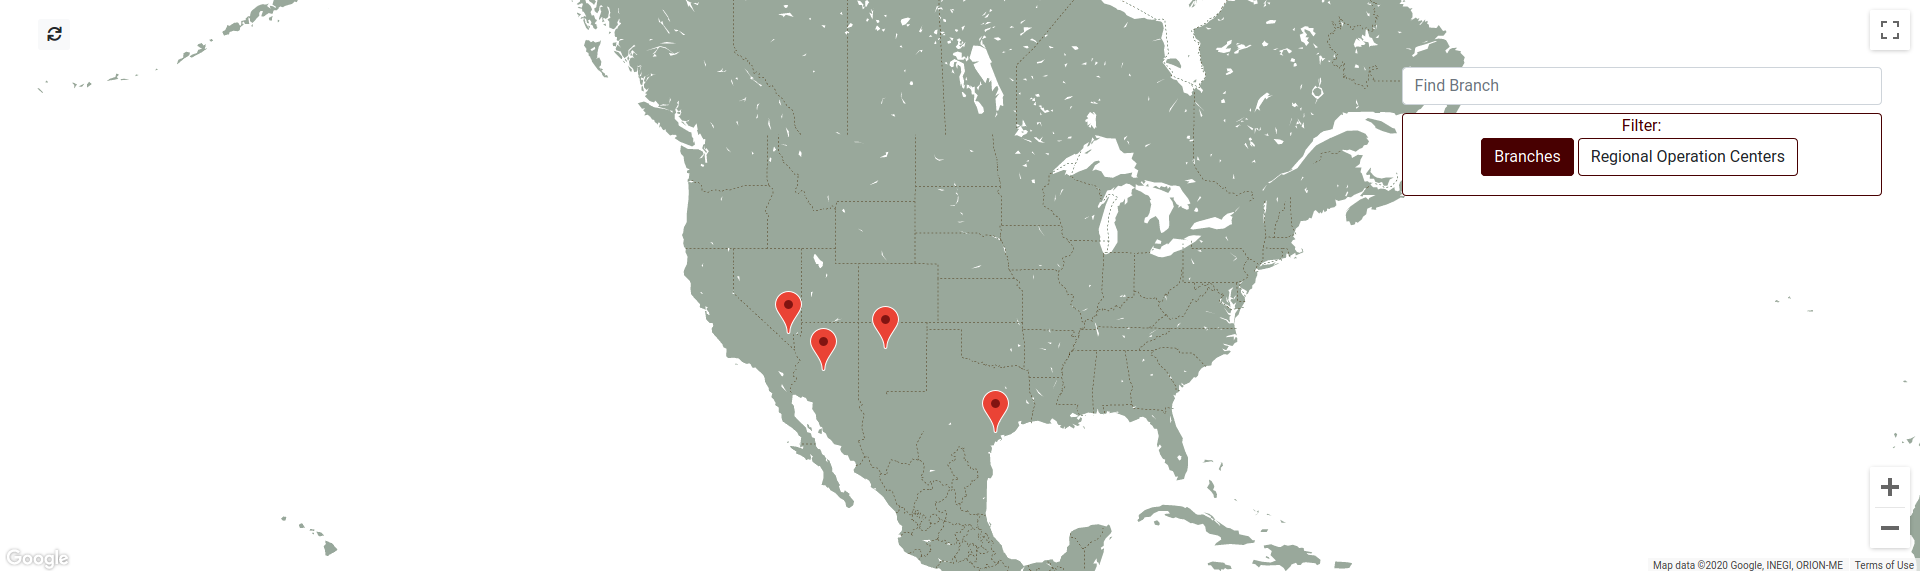 Find Branch
Filter:
Branches
Regional Operation Centers
Google
Map data ©2020 Google, INEGI, ORION-ME
Terms of Use